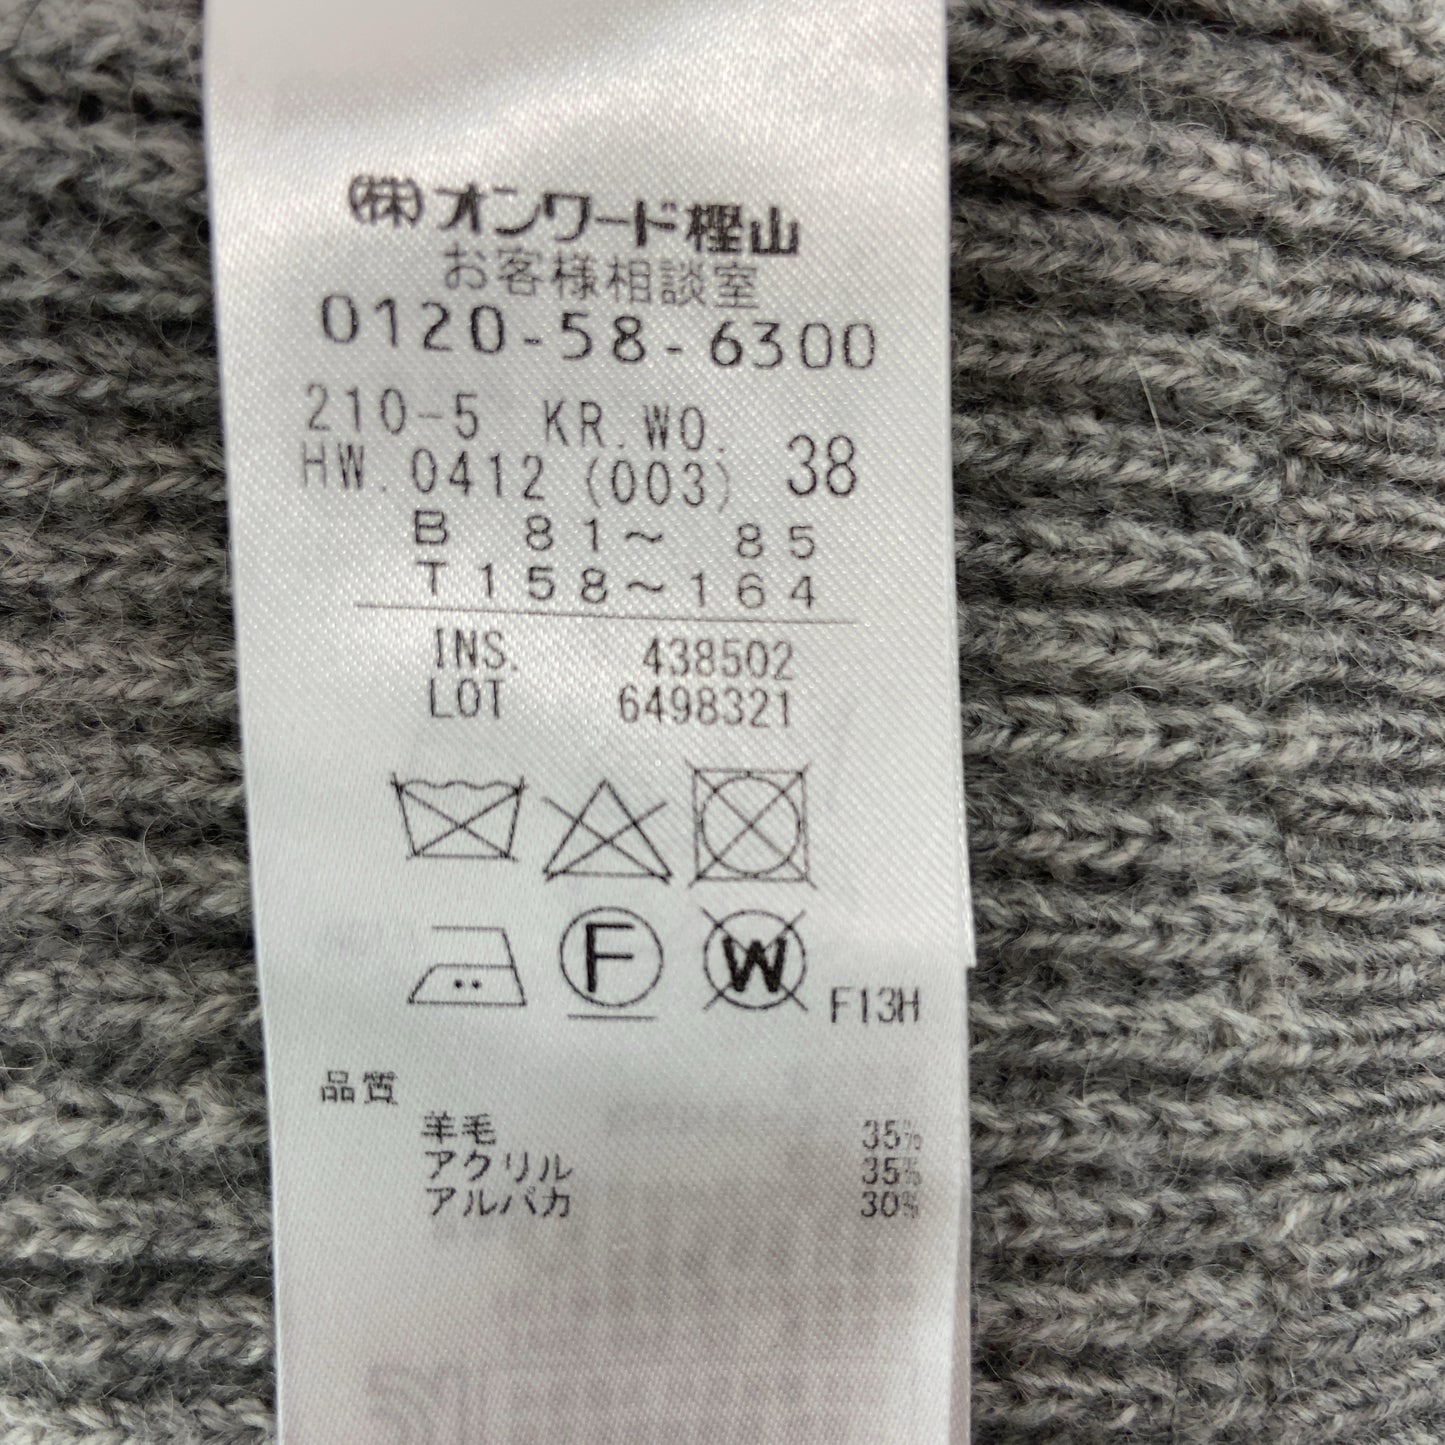 (株)オンワード樫山
お客様相談室
0120-58-6300
210-5 KR.WO.
HW. 0412 (003) 38
B 81~ 85
T158~164
INS. 438502
LOT 6498321
F
W
F13H
品質
羊毛 35%
アクリル 35%
アルパカ 30%